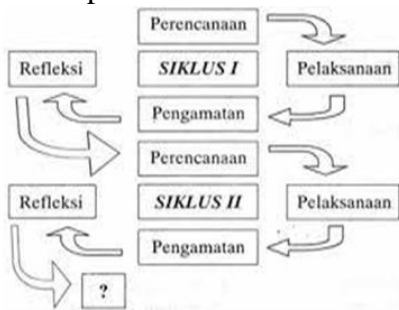 Perencanaan
Refleksi
SIKLUS I
Pelaksanaan
Pengamatan
Perencanaan
Refleksi
SIKLUS II
Pelaksanaan
Pengamatan
?